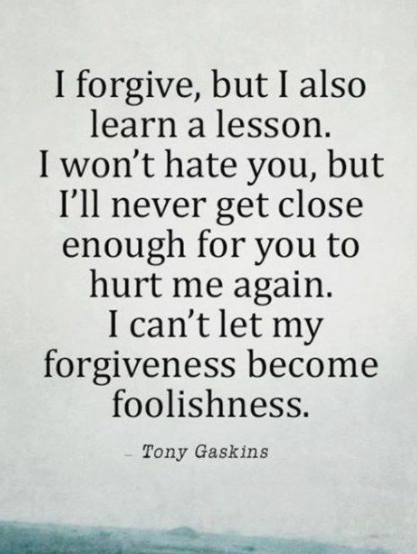 I forgive, but I also
learn a lesson.
I won't hate you, but
I'll never get close
enough for you to
hurt me again.
I can't let my
forgiveness become
foolishness.
– Tony Gaskins